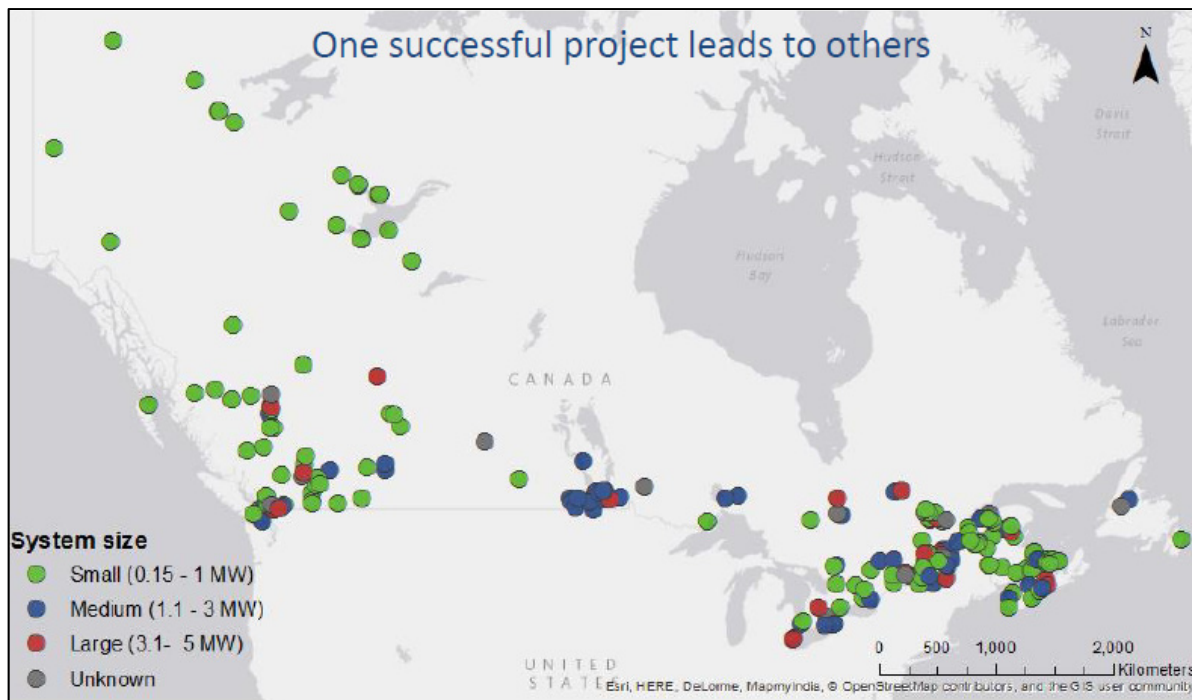 One successful project leads to others
N
Davis
Strait
Hudson
Strait
Hudson
Bay
Labrador
Sea
CANADA
System size
Small (0.15 - 1 MW)
Medium (1.1 - 3 MW)
Large (3.1- 5 MW)
Unknown
0 500 1,000 2,000
Kilometers
UNITED
STATES
Esri, HERE, DeLorme, MapmyIndia, © OpenStreetMap contributors, and the GIS user community